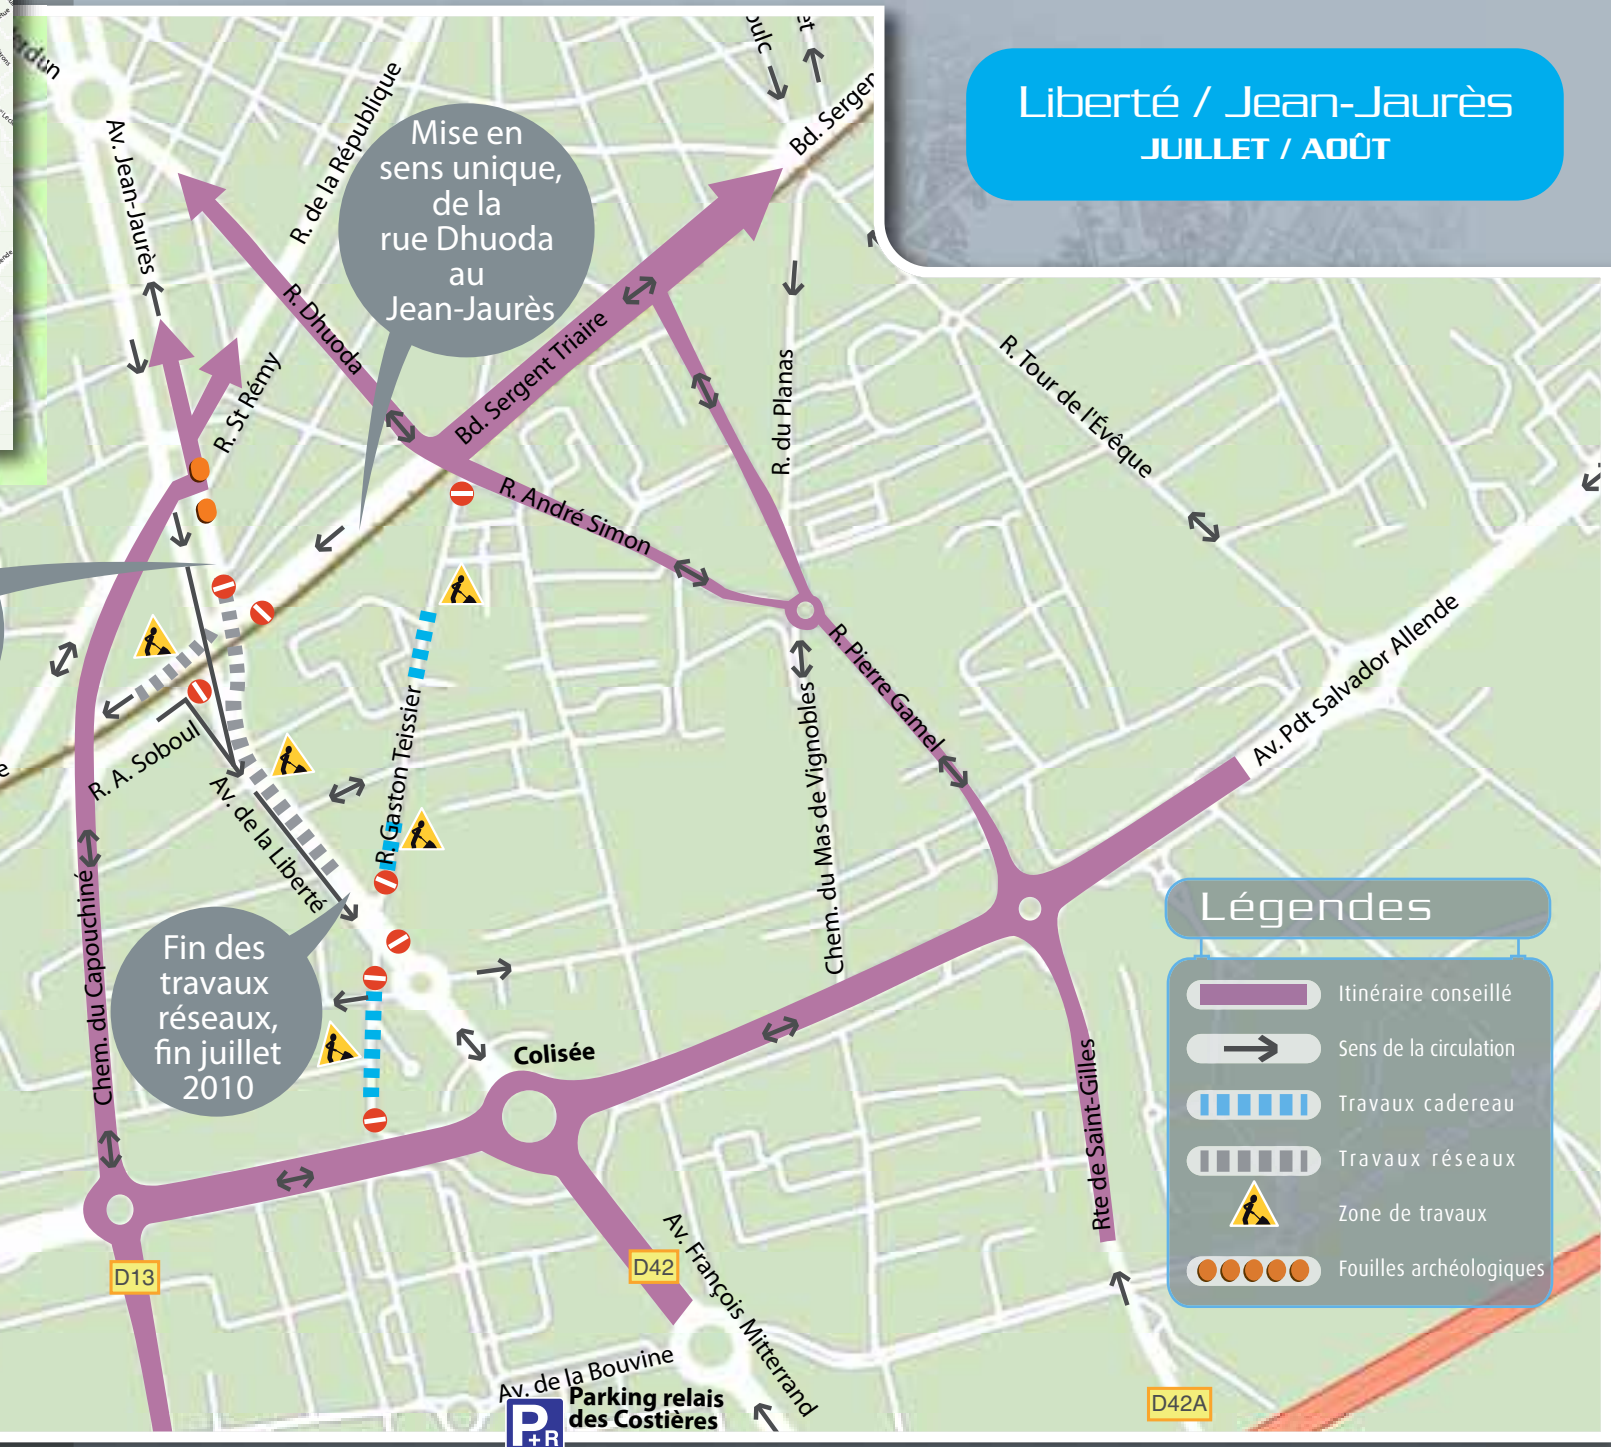 Liberté / Jean-Jaurès
JUILLET / AOÛT
Mise en
sens unique,
de la
rue Dhuoda
au
Jean-Jaurès
Av. Jean-Jaurès
R. de la République
Bd. Sergen
R. Dhuoda
R. St Rémy
Bd. Sergent Triaire
R. du Planas
R. Tour de l'Évêque
R. André Simon
R. Pierre Gamel
Av. Pdt Salvador Allende
R. Gaston Teissier
Chem. du Mas de Vignobles
R. A. Soboul
Av. de la Liberté
Chem. du Capouchiné
Fin des
travaux
réseaux,
fin juillet
2010
Colisée
Rte de Saint-Gilles
D13
D42
Av. François Mitterrand
Av. de la Bouvine
Parking relais
des Costières
P
+R
D42A
Légendes
Itinéraire conseillé
Sens de la circulation
Travaux cadereau
Travaux réseaux
Zone de travaux
Fouilles archéologiques